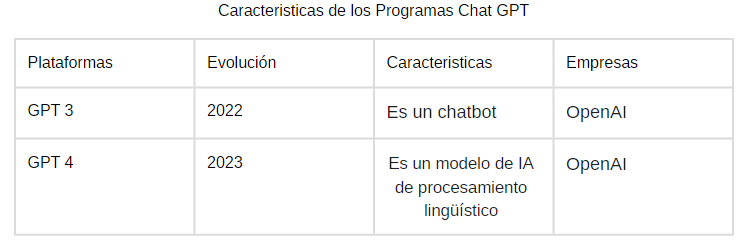 Caracteristicas de los Programas Chat GPT
Plataformas Evolución Caracteristicas Empresas
GPT 3 2022 Es un chatbot OpenAI
GPT 4 2023 Es un modelo de IA OpenAI
de procesamiento
lingüístico